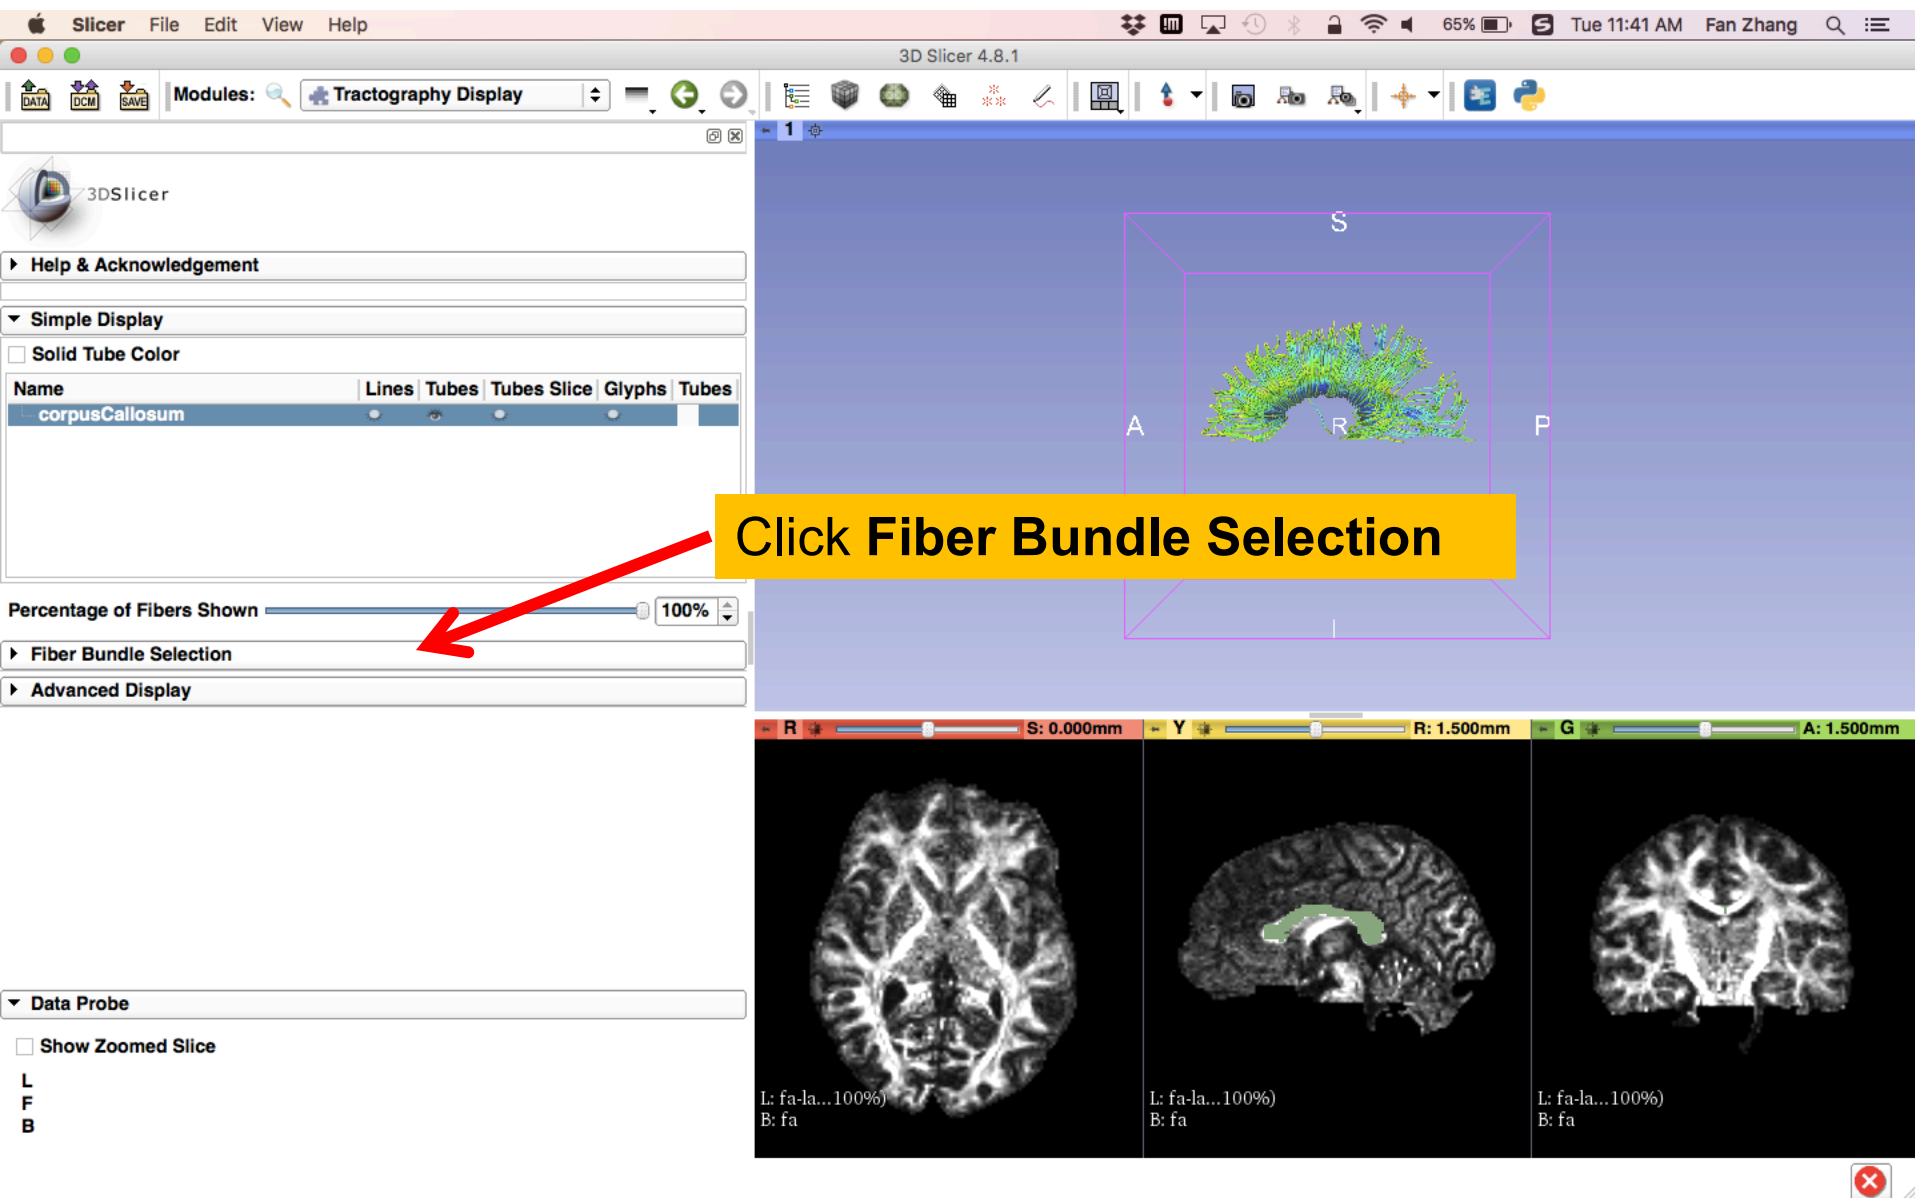 Slicer File Edit View Help 65% Tue 11:41 AM Fan Zhang
3D Slicer 4.8.1
DATA DCM SAVE Modules: Tractography Display
1
3DSlicer
Help & Acknowledgement
Simple Display
Solid Tube Color
Name Lines Tubes Tubes Slice Glyphs Tubes
corpusCallosum
S
A R P
I
Click Fiber Bundle Selection
Percentage of Fibers Shown 100%
Fiber Bundle Selection
Advanced Display
R S: 0.000mm Y R: 1.500mm G A: 1.500mm
Data Probe
Show Zoomed Slice
L
F
B
L: fa-la...100%)
B: fa
L: fa-la...100%)
B: fa
L: fa-la...100%)
B: fa